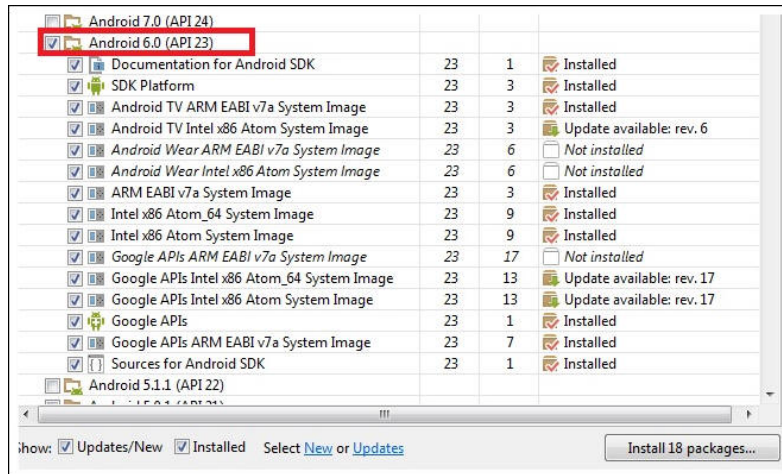 Android 7.0 (API 24)
Android 6.0 (API 23)
Documentation for Android SDK 23 1 Installed
SDK Platform 23 3 Installed
Android TV ARM EABI v7a System Image 23 3 Installed
Android TV Intel x86 Atom System Image 23 3 Update available: rev. 6
Android Wear ARM EABI v7a System Image 23 6 Not installed
Android Wear Intel x86 Atom System Image 23 6 Not installed
ARM EABI v7a System Image 23 3 Installed
Intel x86 Atom_64 System Image 23 9 Installed
Intel x86 Atom System Image 23 9 Installed
Google APIs ARM EABI v7a System Image 23 17 Not installed
Google APIs Intel x86 Atom_64 System Image 23 13 Update available: rev. 17
Google APIs Intel x86 Atom System Image 23 13 Update available: rev. 17
Google APIs 23 1 Installed
Google APIs ARM EABI v7a System Image 23 7 Installed
Sources for Android SDK 23 1 Installed
Android 5.1.1 (API 22)
Show: Updates/New Installed Select New or Updates Install 18 packages...